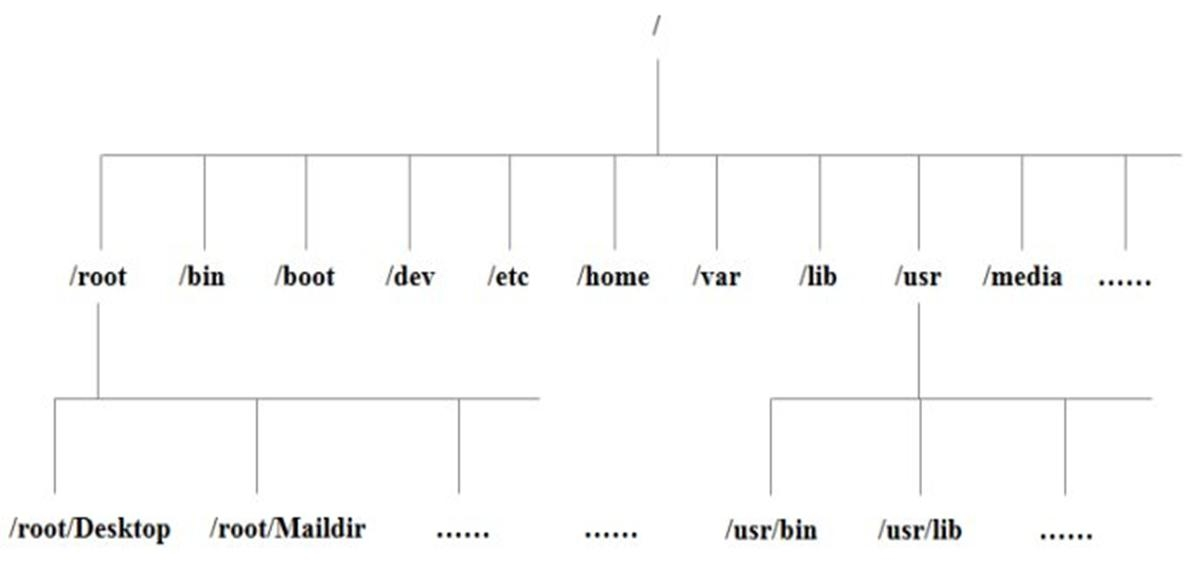 /
/root /bin /boot /dev /etc /home /var /lib /usr /media ......
/root/Desktop /root/Maildir ...... ...... /usr/bin /usr/lib ......